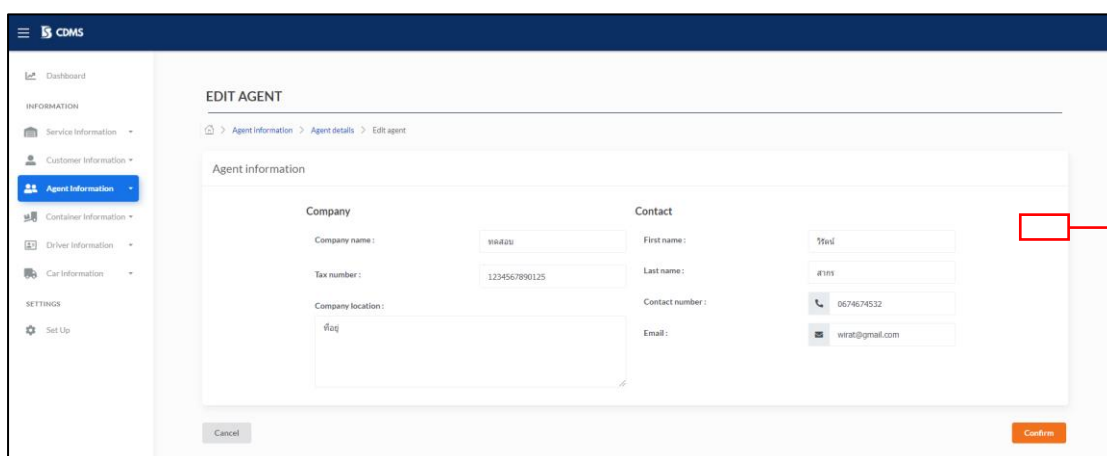 CDMS
Dashboard
INFORMATION
Service Information
Customer Information
Agent Information
Container Information
Driver Information
Car Information
SETTINGS
Set Up
EDIT AGENT
> Agent information > Agent details > Edit agent
Agent information
Company
Company name : ทดสอบ
Tax number : 1234567890125
Company location :
ที่อยู่
Contact
First name : วิรัตน์
Last name : สากร
Contact number : 0674674532
Email : wirat@gmail.com
Cancel
Confirm